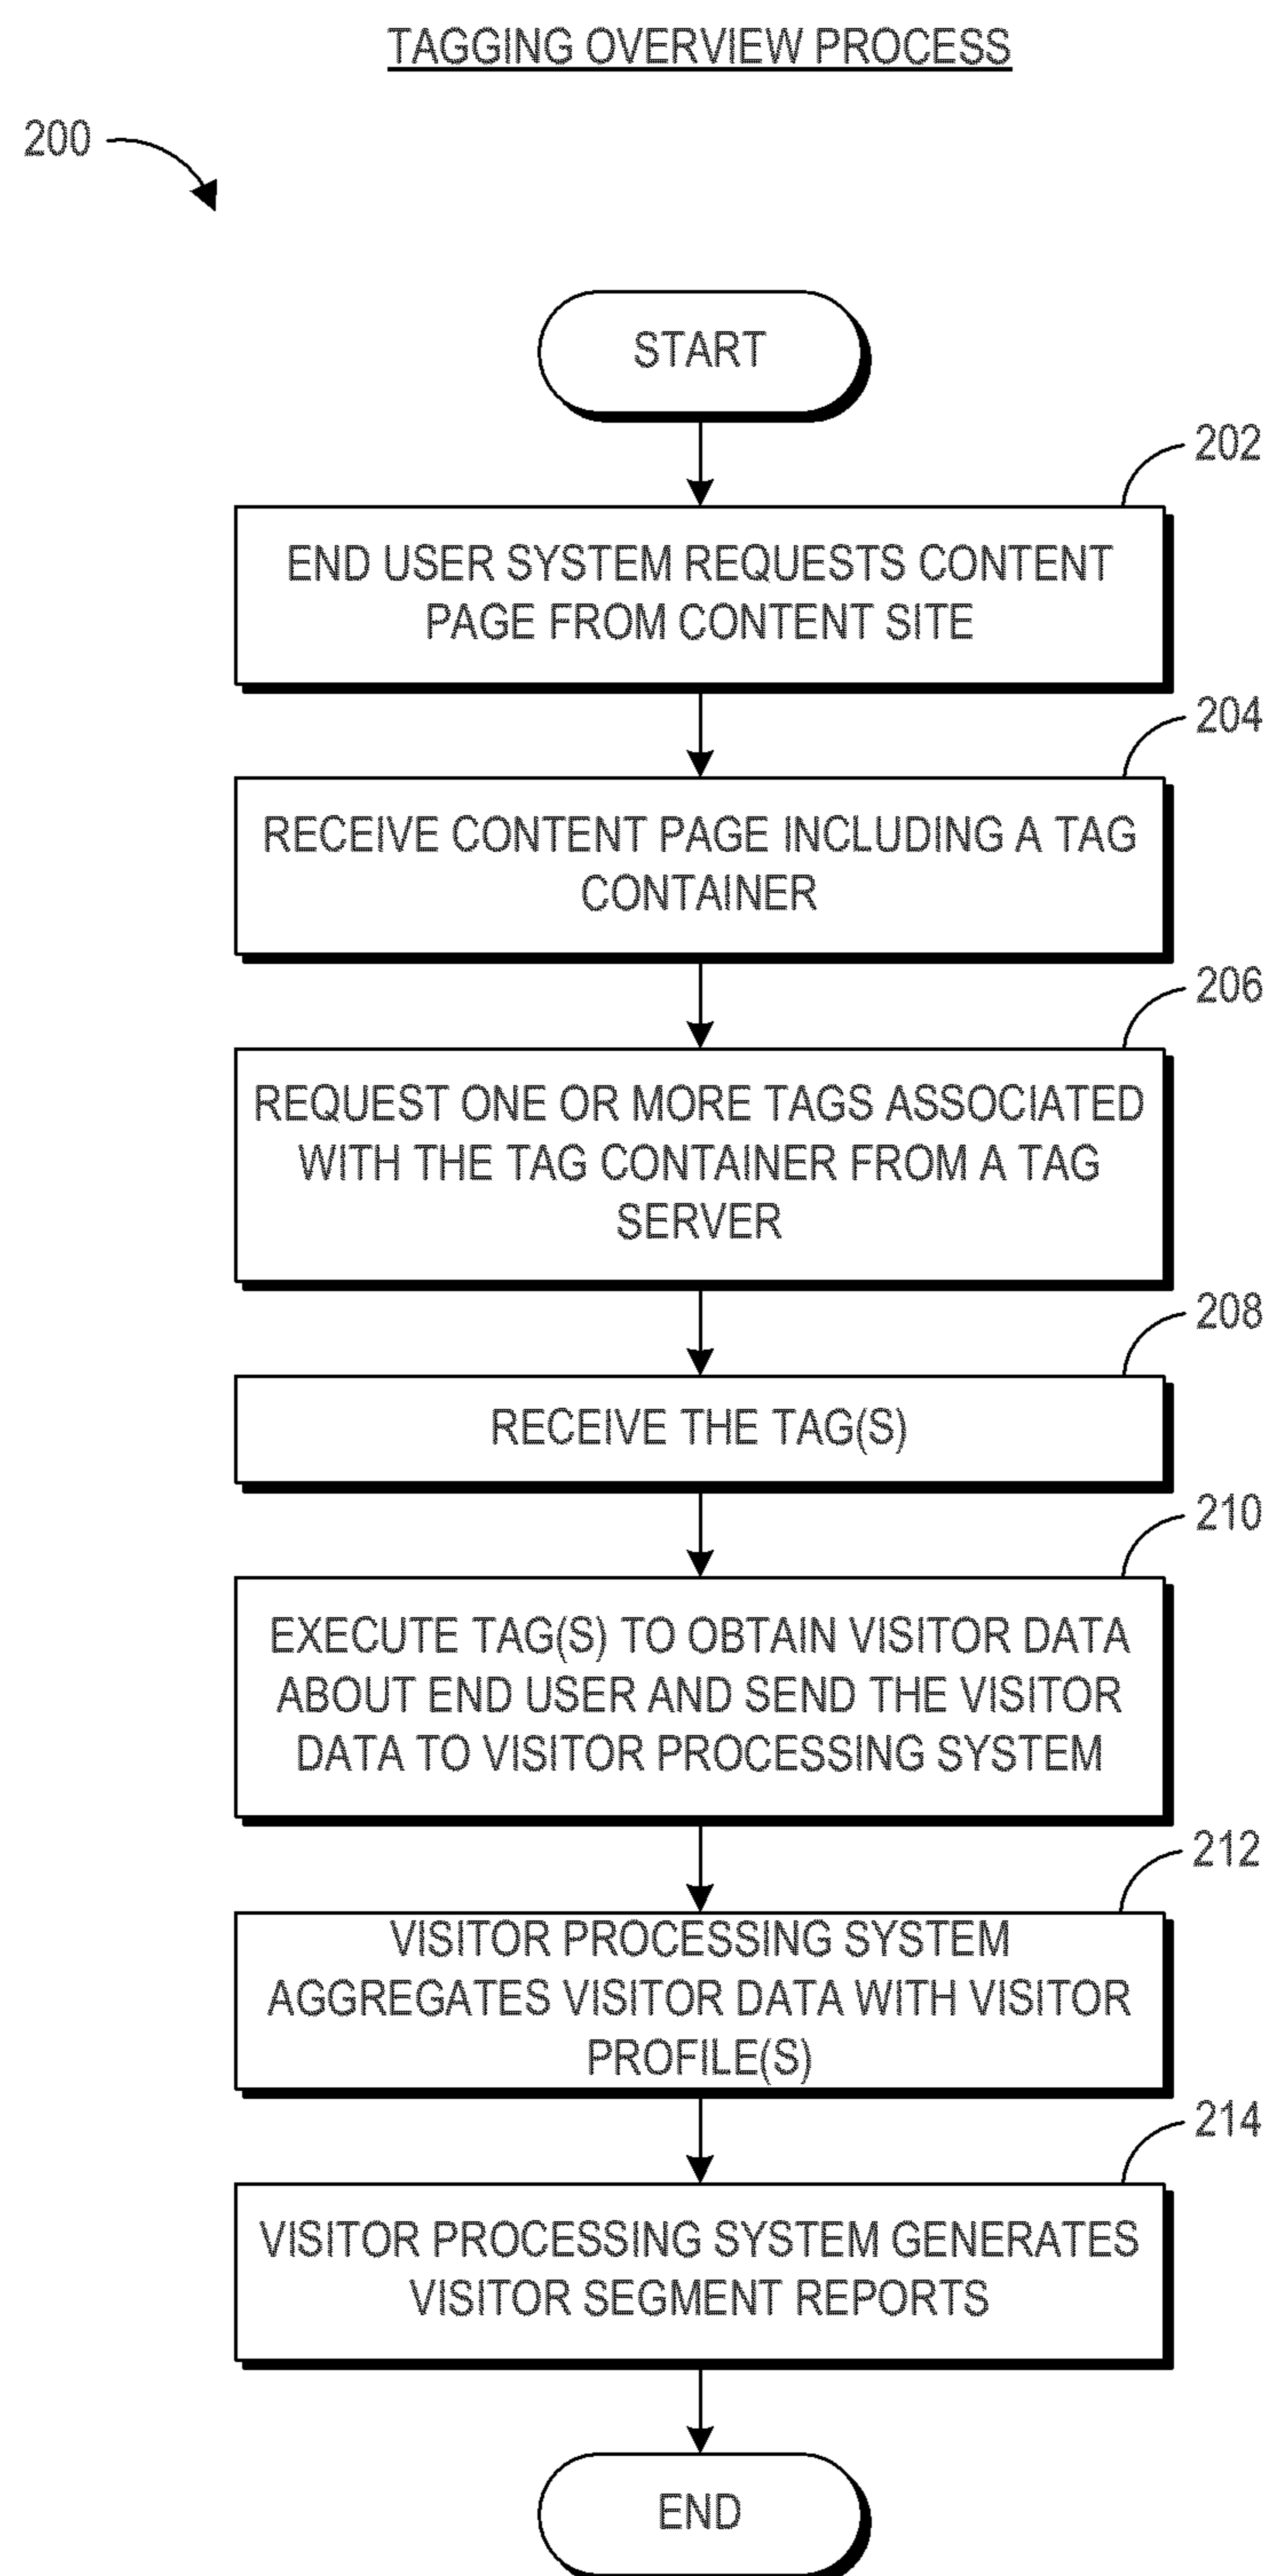 TAGGING OVERVIEW PROCESS
200
START
202
END USER SYSTEM REQUESTS CONTENT
PAGE FROM CONTENT SITE
204
RECEIVE CONTENT PAGE INCLUDING A TAG
CONTAINER
206
REQUEST ONE OR MORE TAGS ASSOCIATED
WITH THE TAG CONTAINER FROM A TAG
SERVER
208
RECEIVE THE TAG(S)
210
EXECUTE TAG(S) TO OBTAIN VISITOR DATA
ABOUT END USER AND SEND THE VISITOR
DATA TO VISITOR PROCESSING SYSTEM
212
VISITOR PROCESSING SYSTEM
AGGREGATES VISITOR DATA WITH VISITOR
PROFILE(S)
214
VISITOR PROCESSING SYSTEM GENERATES
VISITOR SEGMENT REPORTS
END